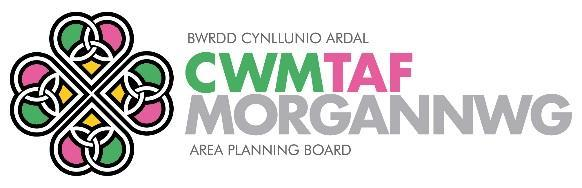 BWRDD CYNLLUNIO ARDAL
CWMTAF
MORGANNWG
AREA PLANNING BOARD